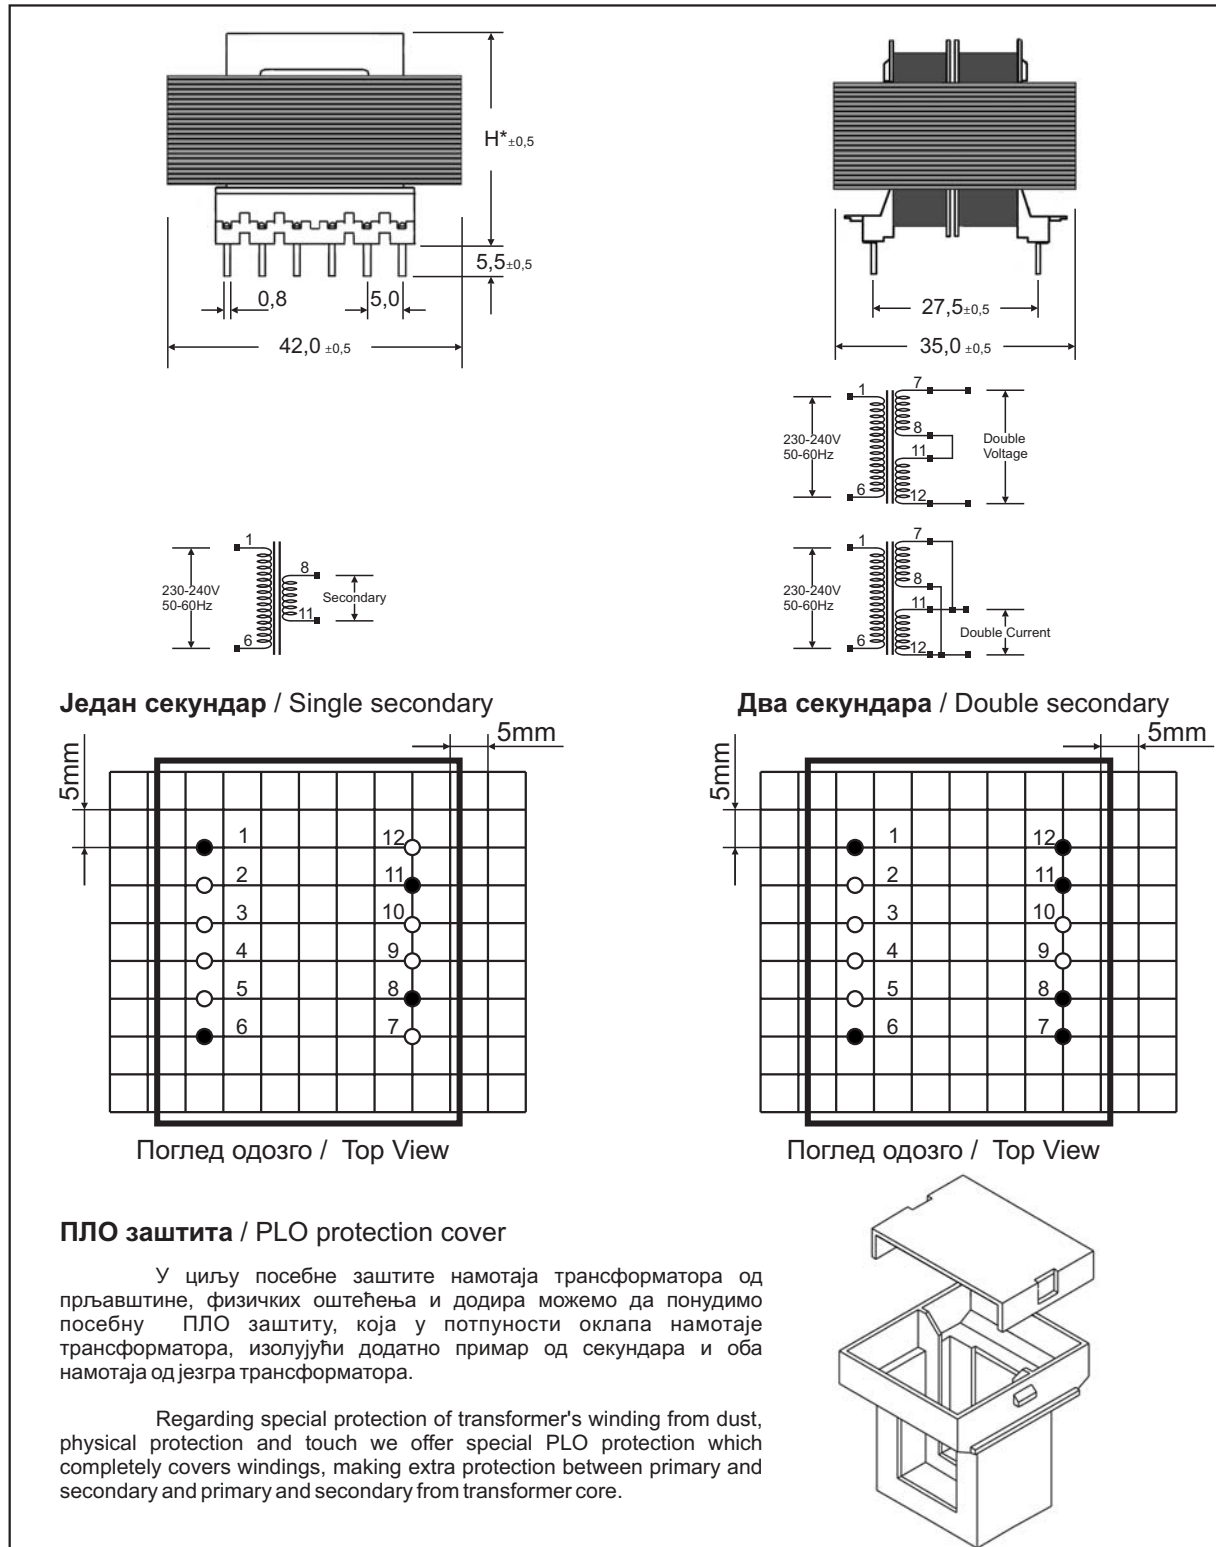 H*±0,5
5,5±0,5
0,8
5,0
42,0 ±0,5
27,5±0,5
35,0 ±0,5
1
7
230-240V
50-60Hz
8
11
Double
Voltage
6
12
1
8
230-240V
50-60Hz
Secondary
11
6
1
7
230-240V
50-60Hz
8
11
Double Current
6
12
Један секундар / Single secondary
5mm
5mm
1
12
2
11
3
10
4
9
5
8
6
7
Поглед одозго / Top View
Два секундара / Double secondary
5mm
5mm
1
12
2
11
3
10
4
9
5
8
6
7
Поглед одозго / Top View
ПЛО заштита / PLO protection cover
У циљу посебне заштите намотаја трансформатора од
прљавштине, физичких оштећења и додира можемо да понудимо
посебну ПЛО заштиту, која у потпуности оклапа намотаје
трансформатора, изолујући додатно примар од секундара и оба
намотаја од језгра трансформатора.
Regarding special protection of transformer's winding from dust,
physical protection and touch we offer special PLO protection which
completely covers windings, making extra protection between primary and
secondary and primary and secondary from transformer core.